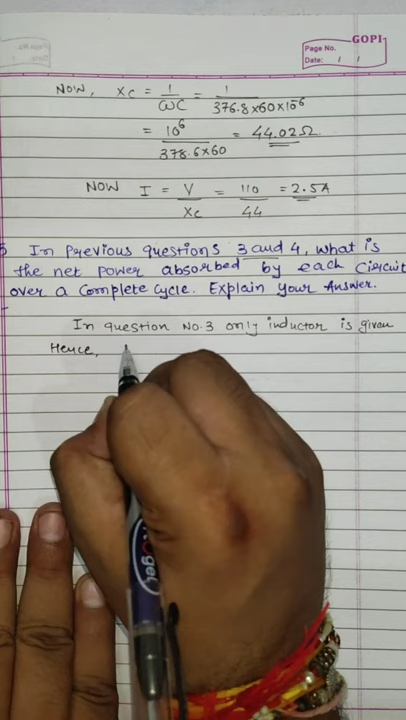 GOPI
Page No.
Date: / /
NOW, XC = 1/ωC = 1/376.8×60×10⁶
= 10⁶/378.6×60 = 44.02Ω
NOW I = V/XC = 110/44 = 2.5A
In Previous questions 3 and 4, what is
the net power absorbed by each Circuit
over a Complete Cycle. Explain your Answer.
In question No.3 only inductor is given
Hence,
gel